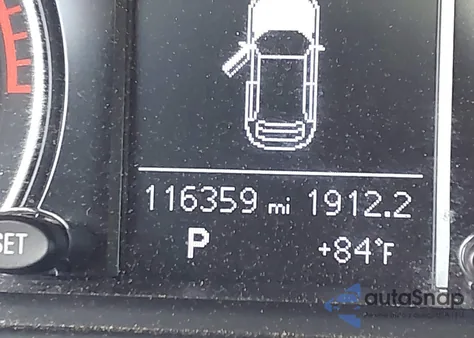 116359 mi 1912.2
P +84°F
SET
autoSnap